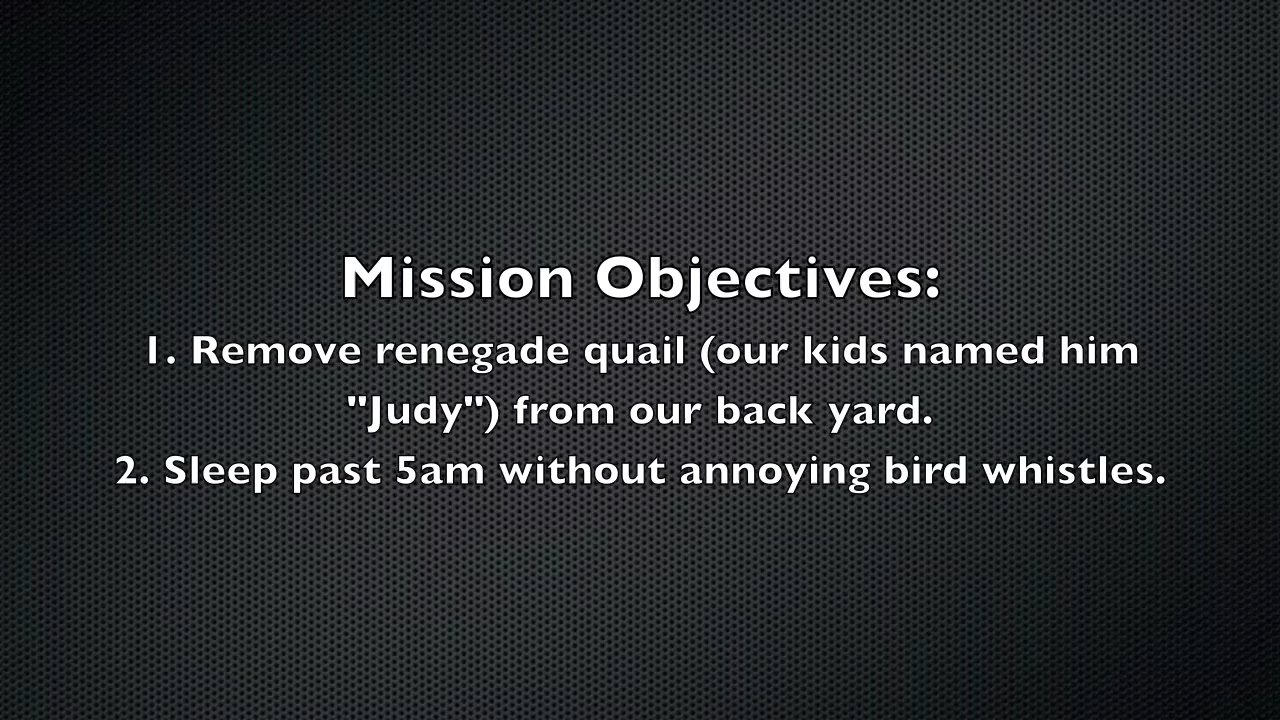 Mission Objectives:
1. Remove renegade quail (our kids named him
"Judy") from our back yard.
2. Sleep past 5am without annoying bird whistles.